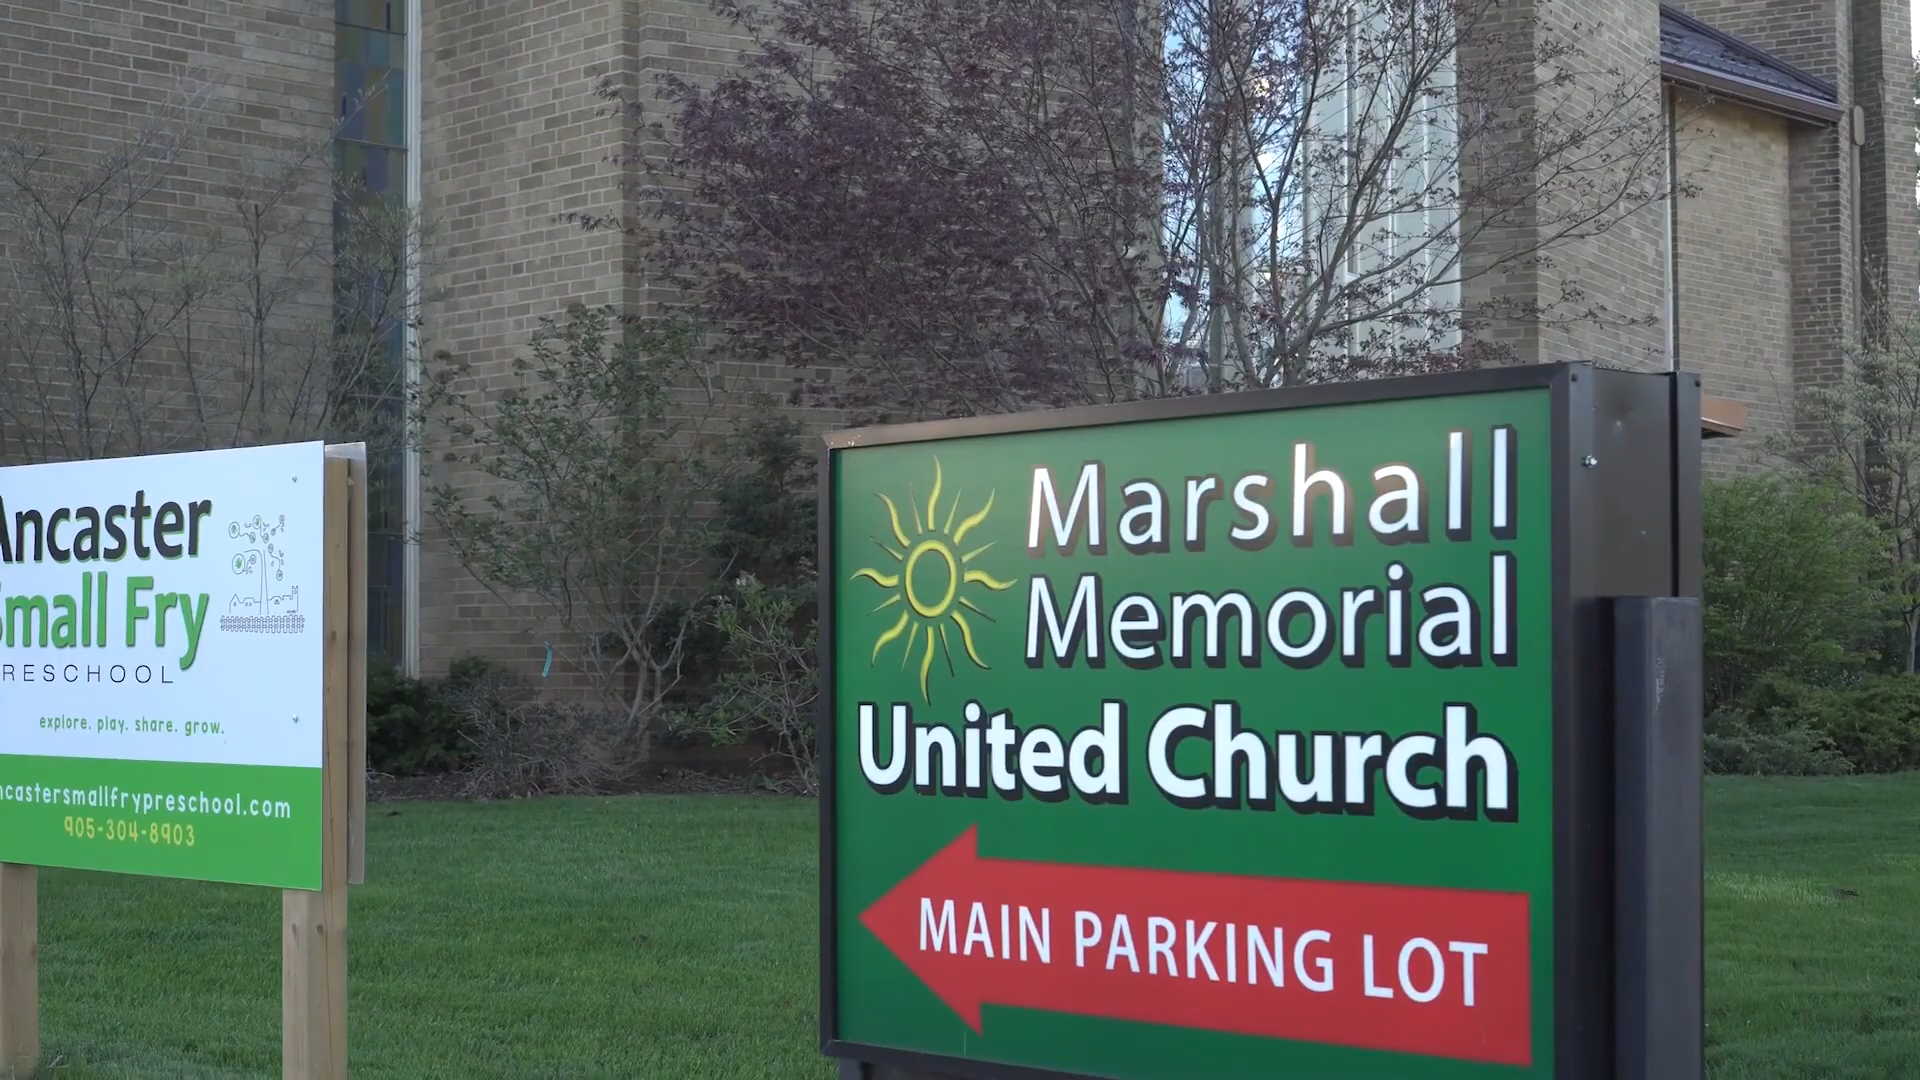 Ancaster
Small Fry
RESCHOOL
explore. play. share. grow.
ncastersmallfrypreschool.com
905-304-8903
Marshall
Memorial
United Church
MAIN PARKING LOT